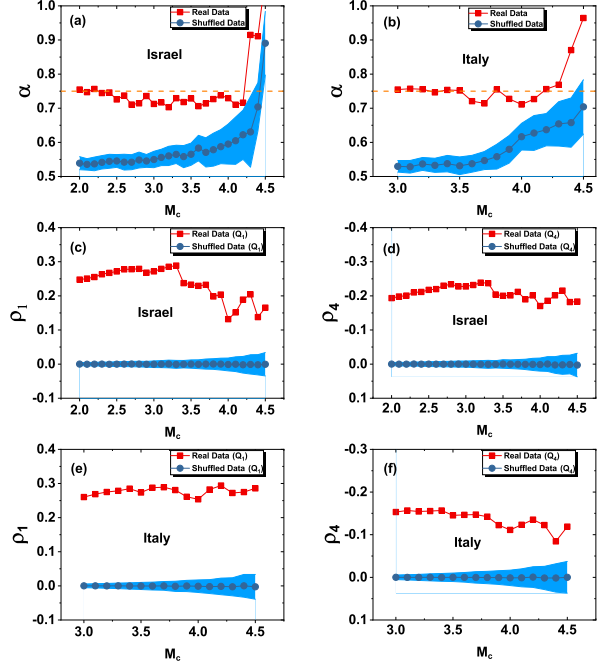 (a)
Real Data
Shuffled Data
Israel
α
1.0
0.9
0.8
0.7
0.6
0.5
2.0 2.5 3.0 3.5 4.0 4.5
Mc
(b)
Real Data
Shuffled Data
Italy
α
1.0
0.9
0.8
0.7
0.6
0.5
3.0 3.5 4.0 4.5
Mc
(c)
Real Data (Q1)
Shuffled Data (Q1)
Israel
ρ1
0.4
0.3
0.2
0.1
0.0
-0.1
2.0 2.5 3.0 3.5 4.0 4.5
Mc
(d)
Real Data (Q4)
Shuffled Data (Q4)
Israel
ρ4
-0.4
-0.3
-0.2
-0.1
0.0
0.1
2.0 2.5 3.0 3.5 4.0 4.5
Mc
(e)
Real Data (Q1)
Shuffled Data (Q1)
Italy
ρ1
0.4
0.3
0.2
0.1
0.0
-0.1
3.0 3.5 4.0 4.5
Mc
(f)
Real Data (Q4)
Shuffled Data (Q4)
Italy
ρ4
-0.3
-0.2
-0.1
0.0
0.1
3.0 3.5 4.0 4.5
Mc